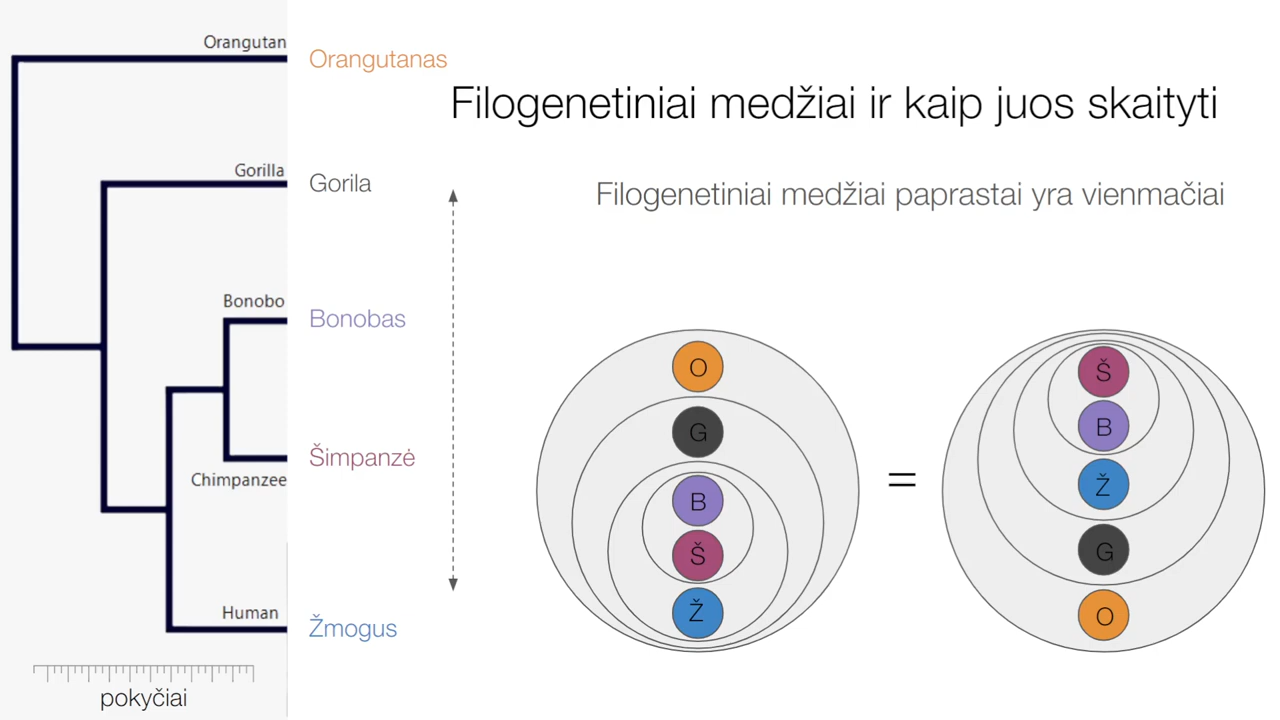 Orangutan
Orangutanas
Filogenetiniai medžiai ir kaip juos skaityti
Gorilla
Gorila
Filogenetiniai medžiai paprastai yra vienmačiai
Bonobo
Bonobas
Šimpanzė
Chimpanzee
Human
Žmogus
pokyčiai
O
G
B
Š
Ž
=
Š
B
Ž
G
O